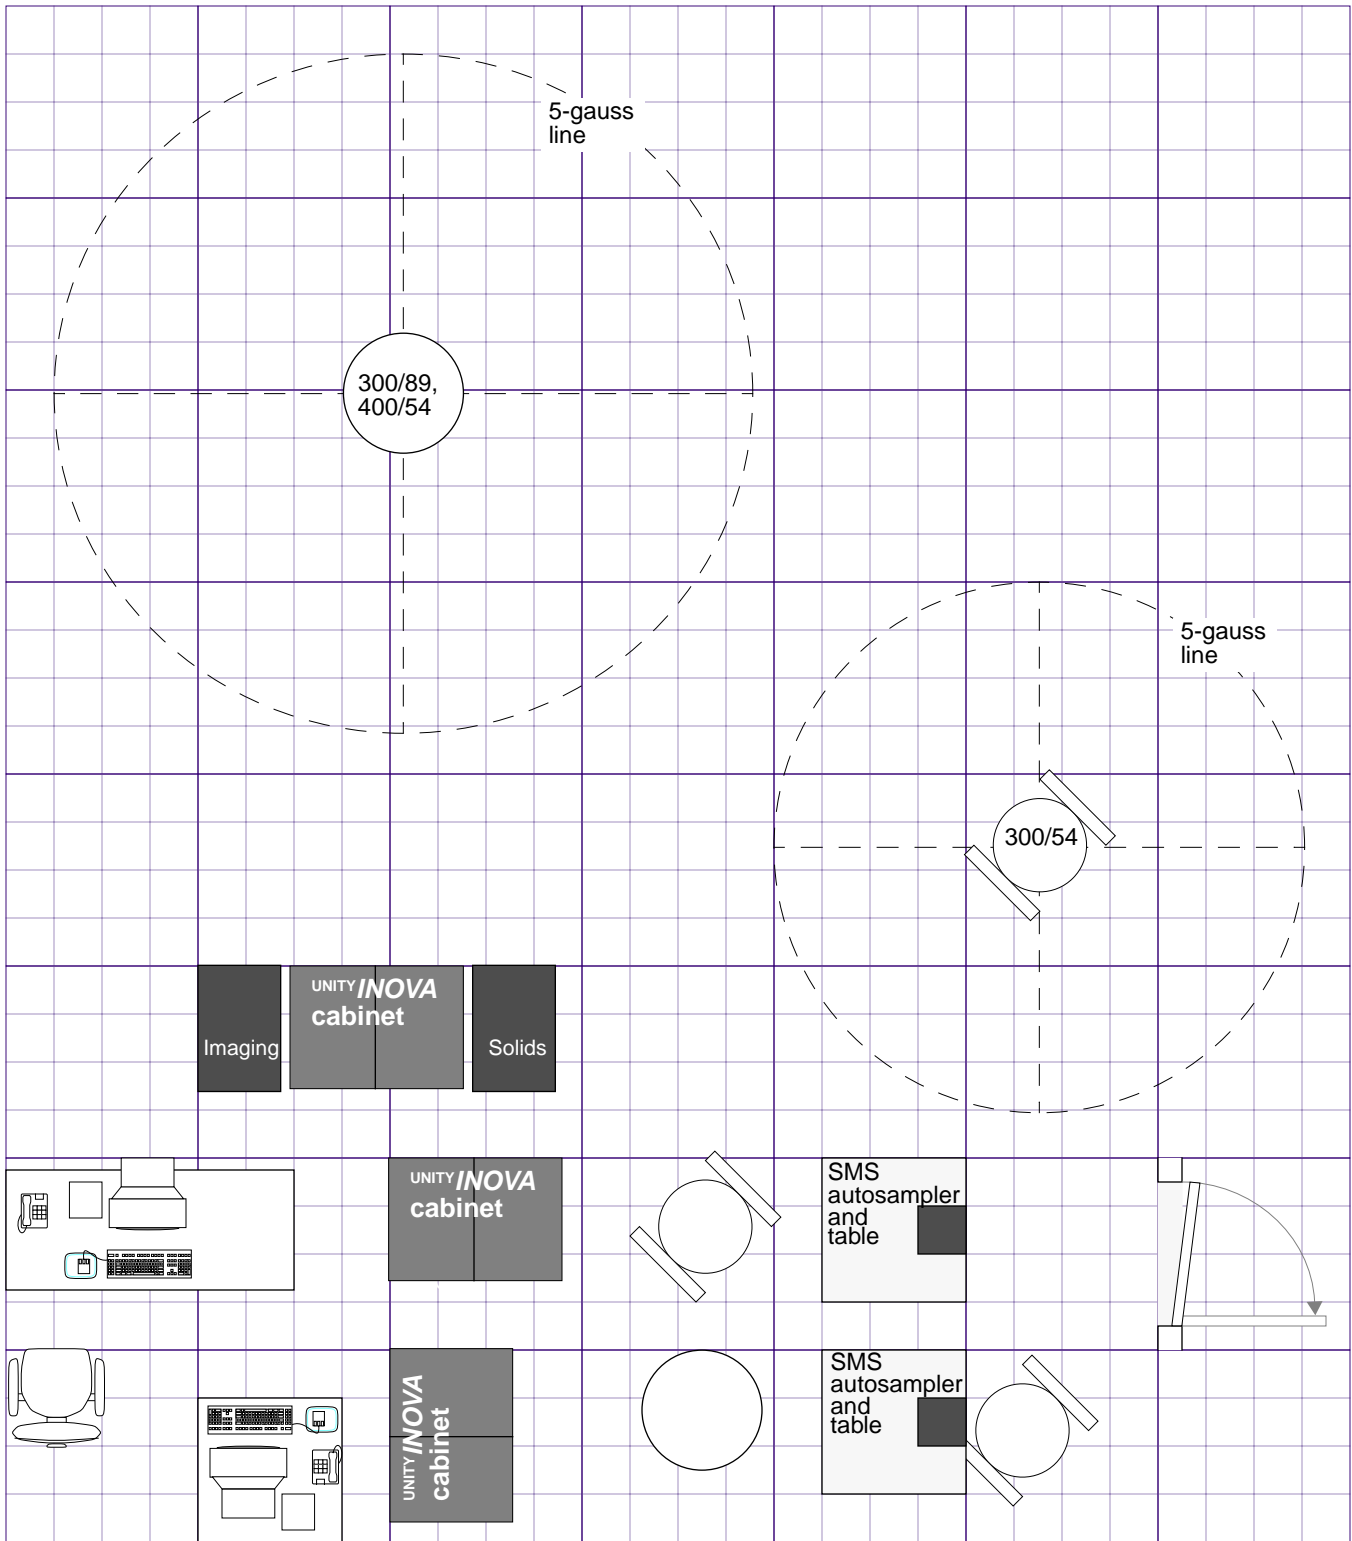 5-gauss
line
300/89,
400/54
5-gauss
line
300/54
UNITY INOVA
cabinet
Imaging
Solids
UNITY INOVA
cabinet
SMS
autosampler
and
table
UNITY INOVA
cabinet
SMS
autosampler
and
table